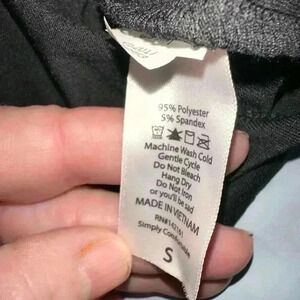 95% Polyester
5% Spandex
Machine Wash Cold
Gentle Cycle
Do Not Bleach
Hang Dry
Do Not Iron
or you'll be sad
MADE IN VIETNAM
Simply Comfortable
S